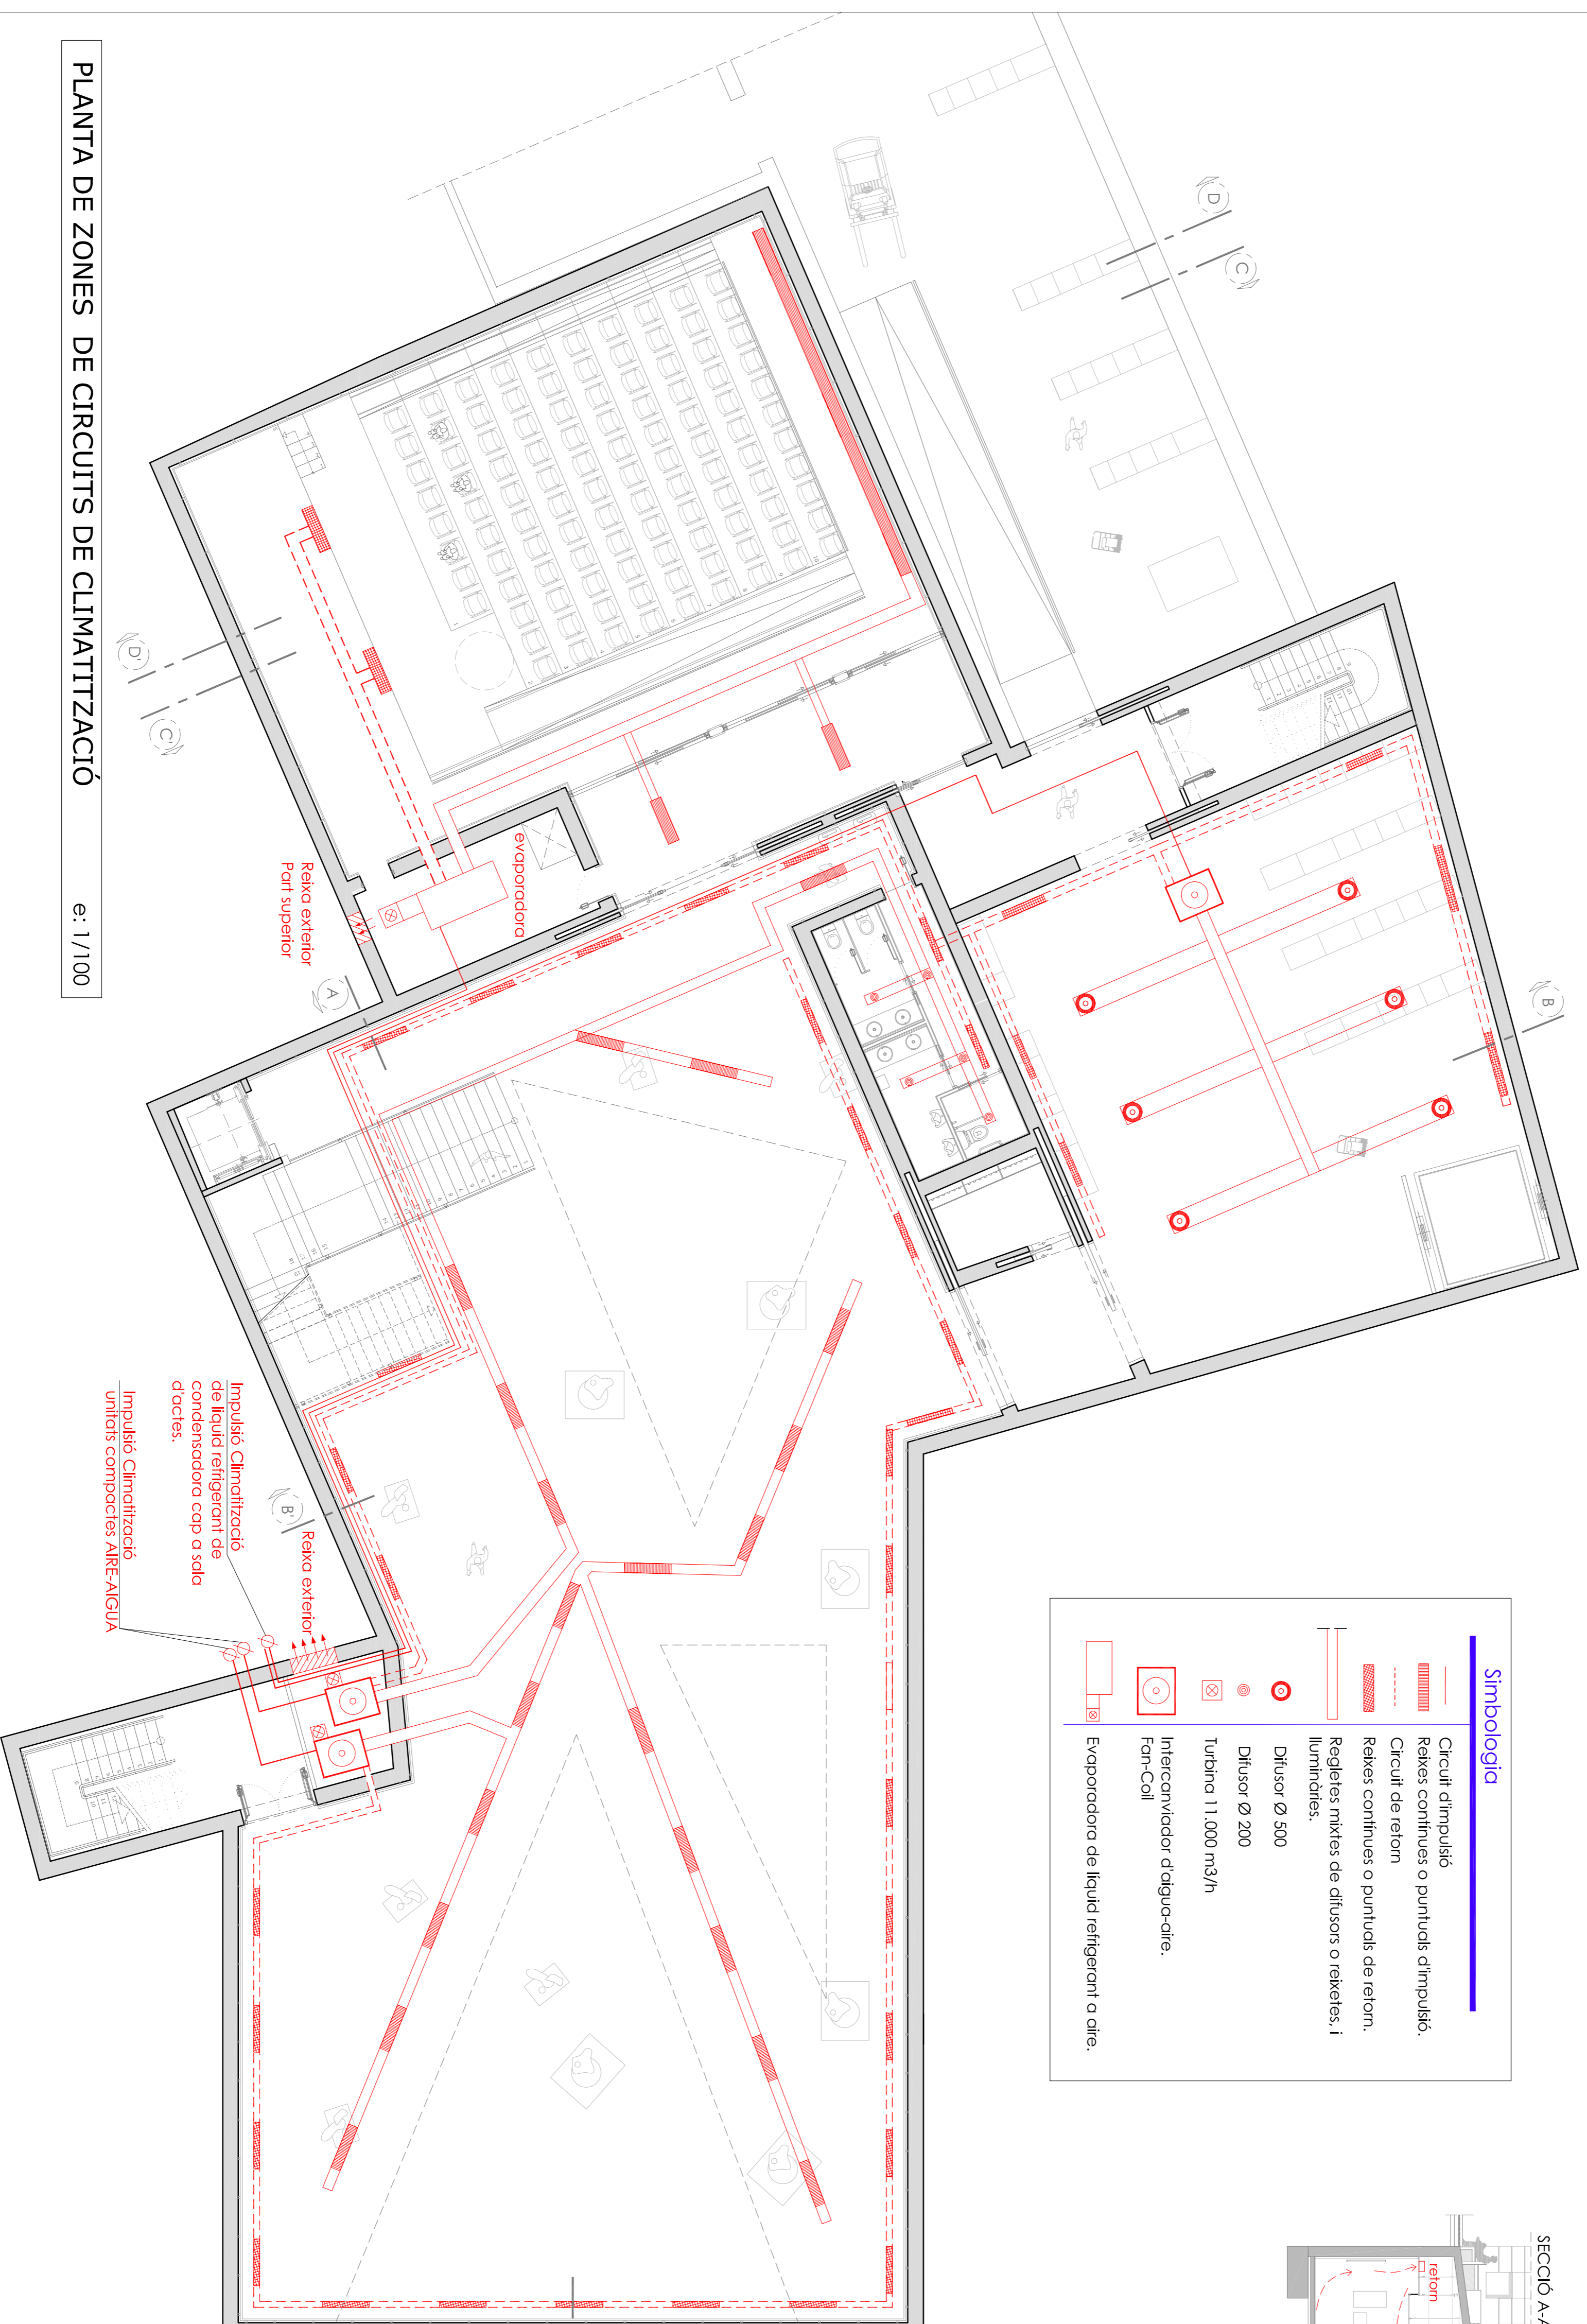 PLANTA DE ZONES DE CIRCUITS DE CLIMATITZACIÓ e: 1/100
Simbologia
Circuit d'impulsió
Reixes contínues o puntuals d'impulsió.
Circuit de retorn
Reixes contínues o puntuals de retorn.
Regletes mixtes de difusors o reixetes, i
lluminàries.
Difusor Ø 500
Difusor Ø 200
Turbina 11.000 m3/h
Intercanviador d'aigua-aire.
Fan-Coil
Evaporadora de líquid refrigerant a aire.
SECCIÓ A-A
retorn
D
C
B
evaporadora
Reixa exterior
Part superior
A
D'
C'
B'
Reixa exterior
Impulsió Climatització
de líquid refrigerant de
condensadora cap a sala
d'actes.
Impulsió Climatització
unitats compactes AIRE-AIGUA